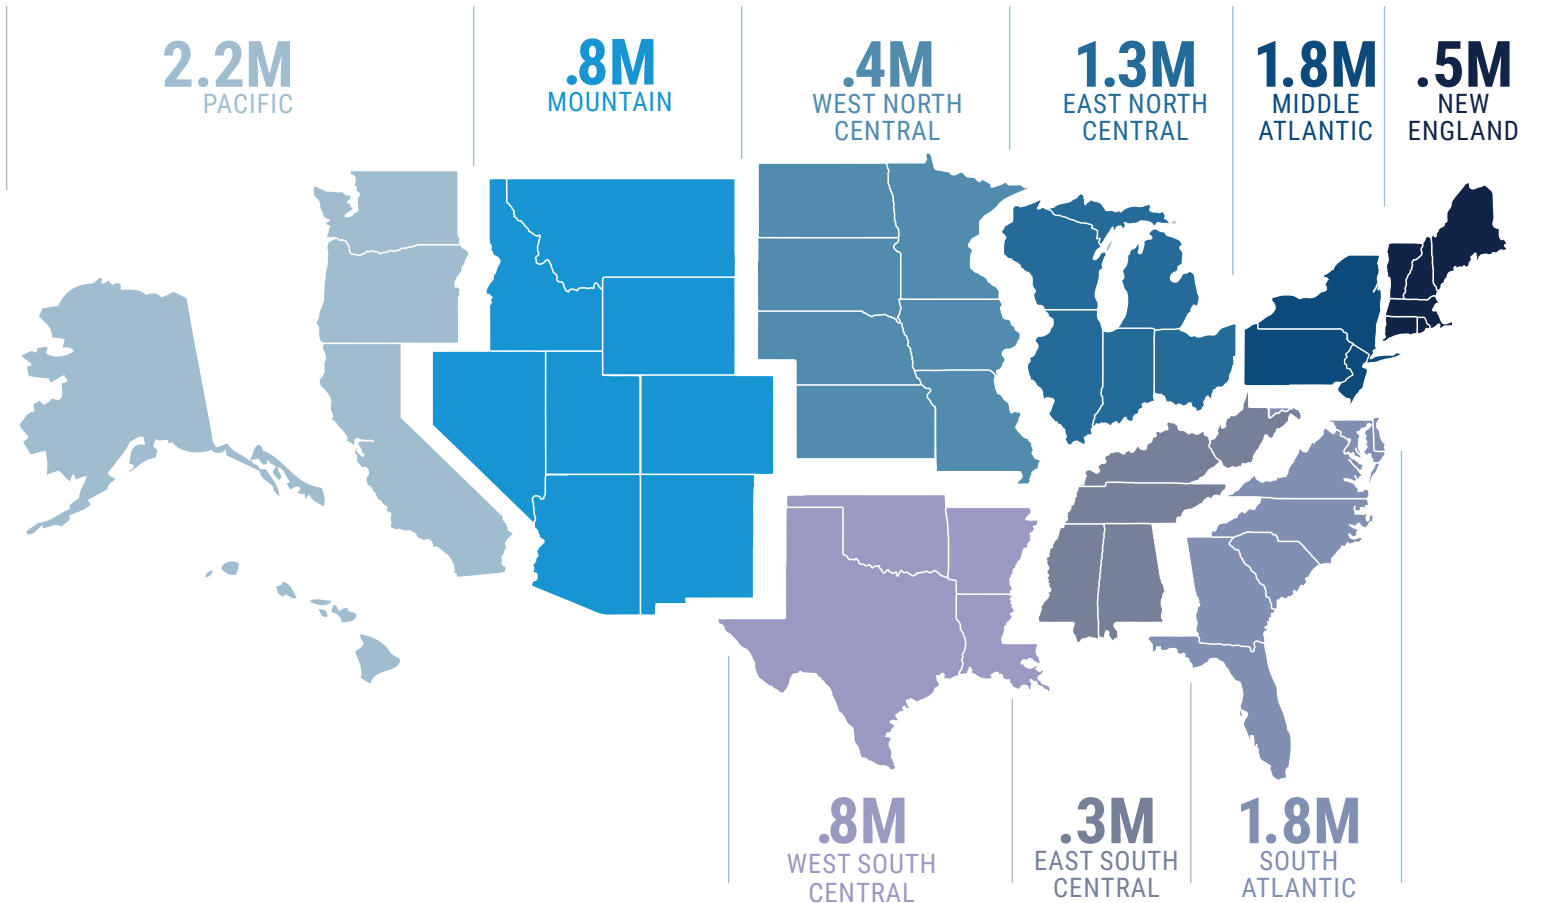 2.2M
PACIFIC
.8M
MOUNTAIN
.4M
WEST NORTH
CENTRAL
1.3M
EAST NORTH
CENTRAL
1.8M
MIDDLE
ATLANTIC
.5M
NEW
ENGLAND
.8M
WEST SOUTH
CENTRAL
.3M
EAST SOUTH
CENTRAL
1.8M
SOUTH
ATLANTIC